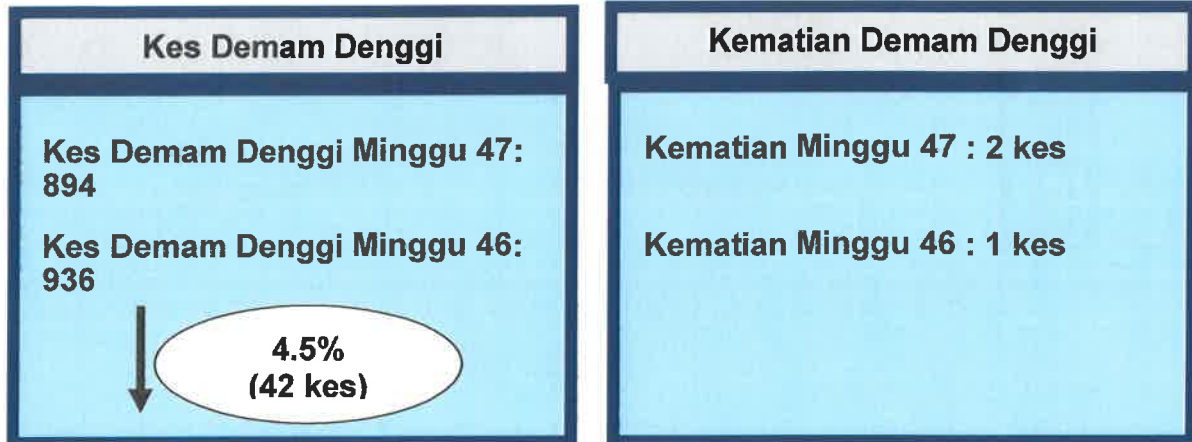 Kes Demam Denggi
Kes Demam Denggi Minggu 47:
894
Kes Demam Denggi Minggu 46:
936
4.5%
(42 kes)
Kematian Demam Denggi
Kematian Minggu 47 : 2 kes
Kematian Minggu 46 : 1 kes